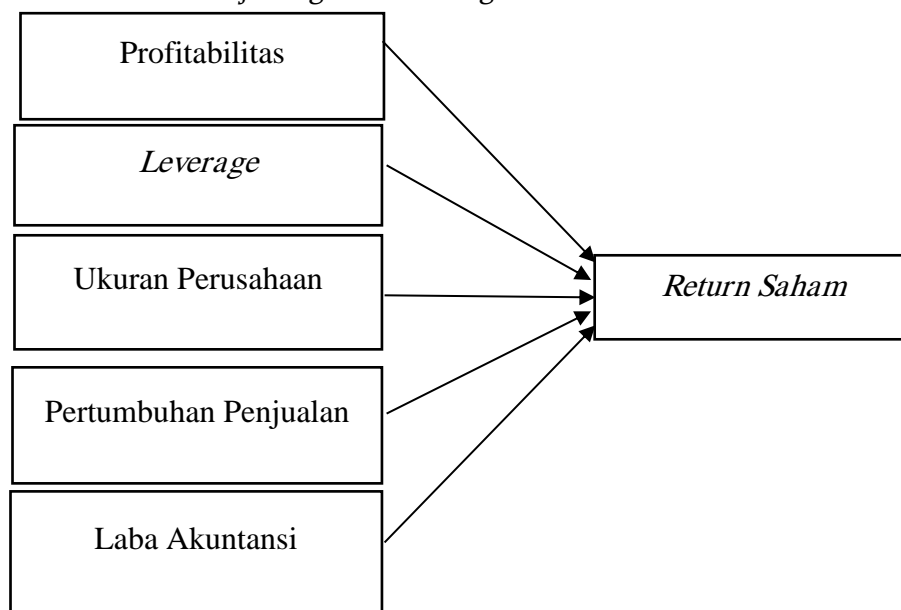 Profitabilitas
Leverage
Ukuran Perusahaan
Return Saham
Pertumbuhan Penjualan
Laba Akuntansi